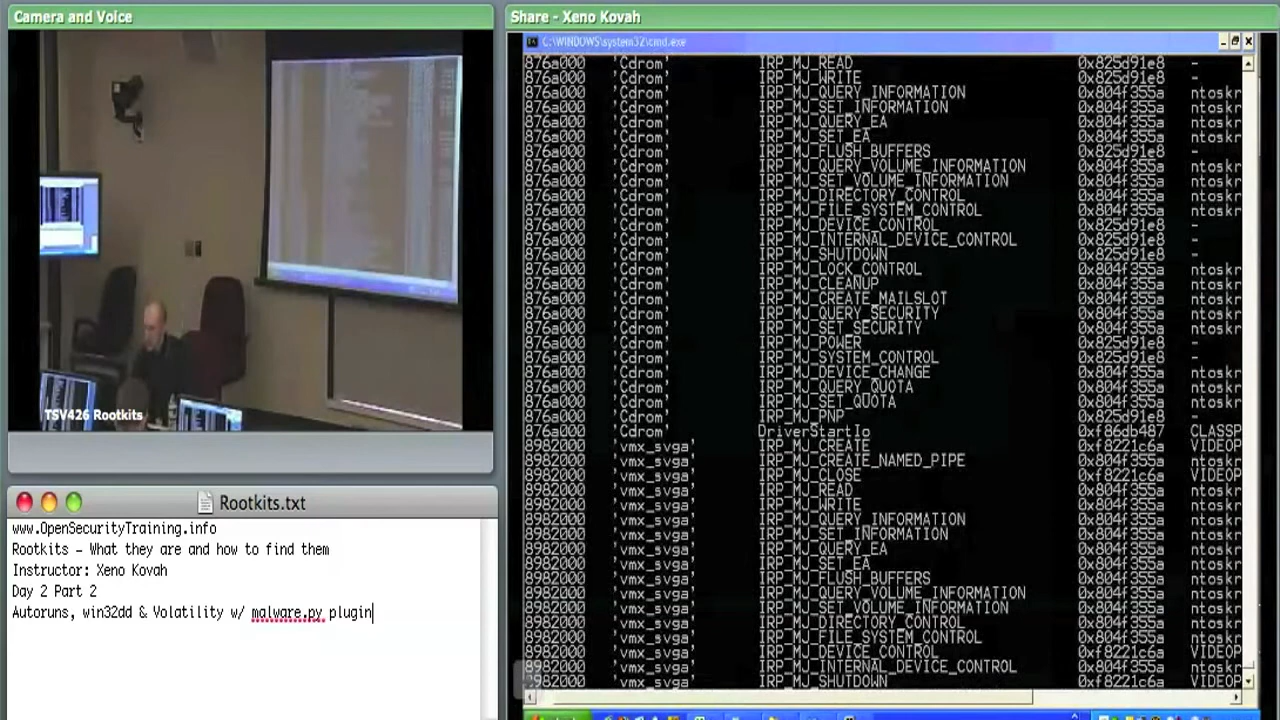 Camera and Voice
TSV426 Rootkits
Rootkits.txt
www.OpenSecurityTraining.info
Rootkits – What they are and how to find them
Instructor: Xeno Kovah
Day 2 Part 2
Autoruns, win32dd & Volatility w/ malware.py plugin
Share - Xeno Kovah
C:\WINDOWS\system32\cmd.exe
876a000 'Cdrom' IRP_MJ_READ 0x825d91e8 -
876a000 'Cdrom' IRP_MJ_WRITE 0x825d91e8 -
876a000 'Cdrom' IRP_MJ_QUERY_INFORMATION 0x804f355a ntoskr
876a000 'Cdrom' IRP_MJ_SET_INFORMATION 0x804f355a ntoskr
876a000 'Cdrom' IRP_MJ_QUERY_EA 0x804f355a ntoskr
876a000 'Cdrom' IRP_MJ_SET_EA 0x804f355a ntoskr
876a000 'Cdrom' IRP_MJ_FLUSH_BUFFERS 0x825d91e8 -
876a000 'Cdrom' IRP_MJ_QUERY_VOLUME_INFORMATION 0x804f355a ntoskr
876a000 'Cdrom' IRP_MJ_SET_VOLUME_INFORMATION 0x804f355a ntoskr
876a000 'Cdrom' IRP_MJ_DIRECTORY_CONTROL 0x804f355a ntoskr
876a000 'Cdrom' IRP_MJ_FILE_SYSTEM_CONTROL 0x804f355a ntoskr
876a000 'Cdrom' IRP_MJ_DEVICE_CONTROL 0x825d91e8 -
876a000 'Cdrom' IRP_MJ_INTERNAL_DEVICE_CONTROL 0x825d91e8 -
876a000 'Cdrom' IRP_MJ_SHUTDOWN 0x825d91e8 -
876a000 'Cdrom' IRP_MJ_LOCK_CONTROL 0x804f355a ntoskr
876a000 'Cdrom' IRP_MJ_CLEANUP 0x804f355a ntoskr
876a000 'Cdrom' IRP_MJ_CREATE_MAILSLOT 0x804f355a ntoskr
876a000 'Cdrom' IRP_MJ_QUERY_SECURITY 0x804f355a ntoskr
876a000 'Cdrom' IRP_MJ_SET_SECURITY 0x804f355a ntoskr
876a000 'Cdrom' IRP_MJ_POWER 0x825d91e8 -
876a000 'Cdrom' IRP_MJ_SYSTEM_CONTROL 0x825d91e8 -
876a000 'Cdrom' IRP_MJ_DEVICE_CHANGE 0x804f355a ntoskr
876a000 'Cdrom' IRP_MJ_QUERY_QUOTA 0x804f355a ntoskr
876a000 'Cdrom' IRP_MJ_SET_QUOTA 0x804f355a ntoskr
876a000 'Cdrom' IRP_MJ_PNP 0x825d91e8 -
876a000 'Cdrom' DriverStartIo 0xf86db487 CLASSP
8982000 'vmx_svga' IRP_MJ_CREATE 0xf8221c6a VIDEOP
8982000 'vmx_svga' IRP_MJ_CREATE_NAMED_PIPE 0x804f355a ntoskr
8982000 'vmx_svga' IRP_MJ_CLOSE 0xf8221c6a VIDEOP
8982000 'vmx_svga' IRP_MJ_READ 0x804f355a ntoskr
8982000 'vmx_svga' IRP_MJ_WRITE 0x804f355a ntoskr
8982000 'vmx_svga' IRP_MJ_QUERY_INFORMATION 0x804f355a ntoskr
8982000 'vmx_svga' IRP_MJ_SET_INFORMATION 0x804f355a ntoskr
8982000 'vmx_svga' IRP_MJ_QUERY_EA 0x804f355a ntoskr
8982000 'vmx_svga' IRP_MJ_SET_EA 0x804f355a ntoskr
8982000 'vmx_svga' IRP_MJ_FLUSH_BUFFERS 0x804f355a ntoskr
8982000 'vmx_svga' IRP_MJ_QUERY_VOLUME_INFORMATION 0x804f355a ntoskr
8982000 'vmx_svga' IRP_MJ_SET_VOLUME_INFORMATION 0x804f355a ntoskr
8982000 'vmx_svga' IRP_MJ_DIRECTORY_CONTROL 0x804f355a ntoskr
8982000 'vmx_svga' IRP_MJ_FILE_SYSTEM_CONTROL 0x804f355a ntoskr
8982000 'vmx_svga' IRP_MJ_DEVICE_CONTROL 0xf8221c6a VIDEOP
8982000 'vmx_svga' IRP_MJ_INTERNAL_DEVICE_CONTROL 0x804f355a ntoskr
8982000 'vmx_svga' IRP_MJ_SHUTDOWN 0xf8221c6a VIDEOP